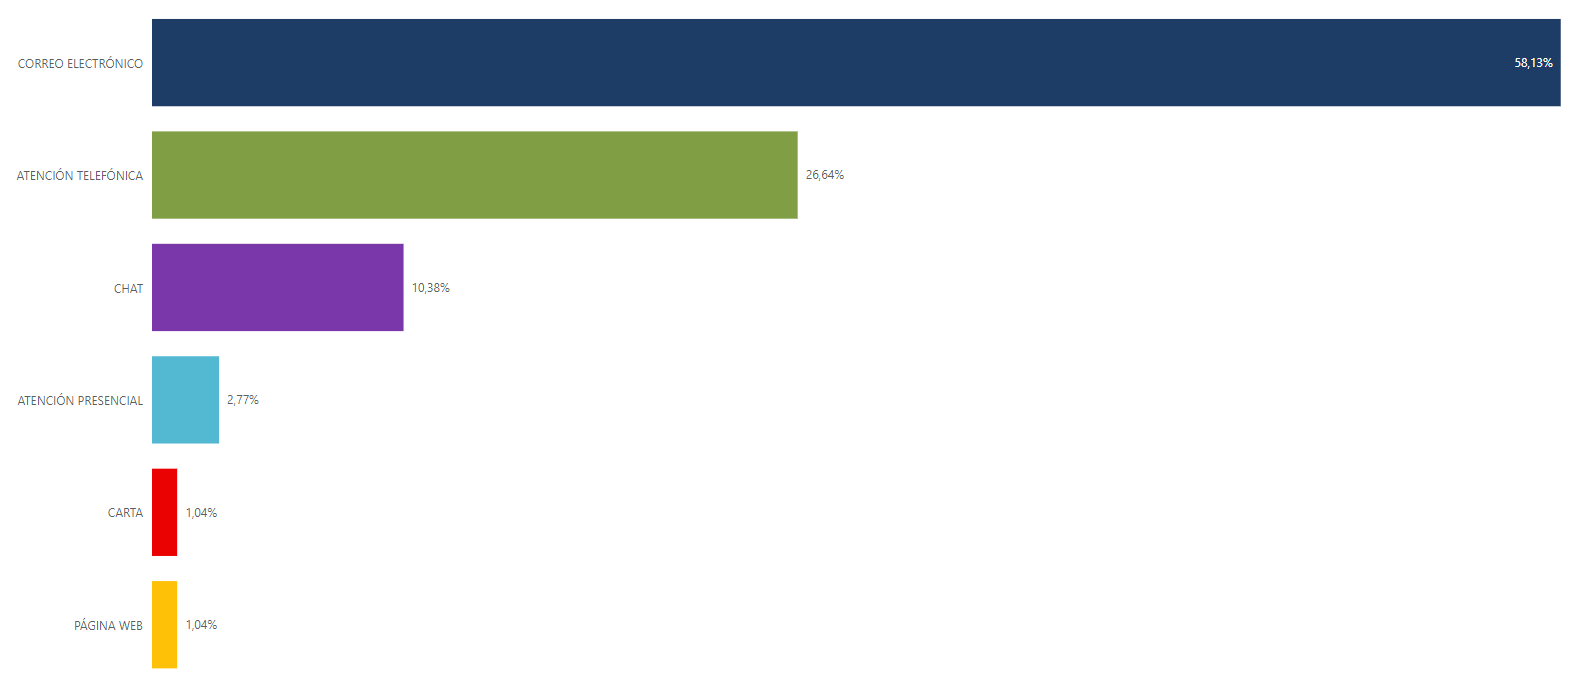 CORREO ELECTRÓNICO 58,13%
ATENCIÓN TELEFÓNICA 26,64%
CHAT 10,38%
ATENCIÓN PRESENCIAL 2,77%
CARTA 1,04%
PÁGINA WEB 1,04%